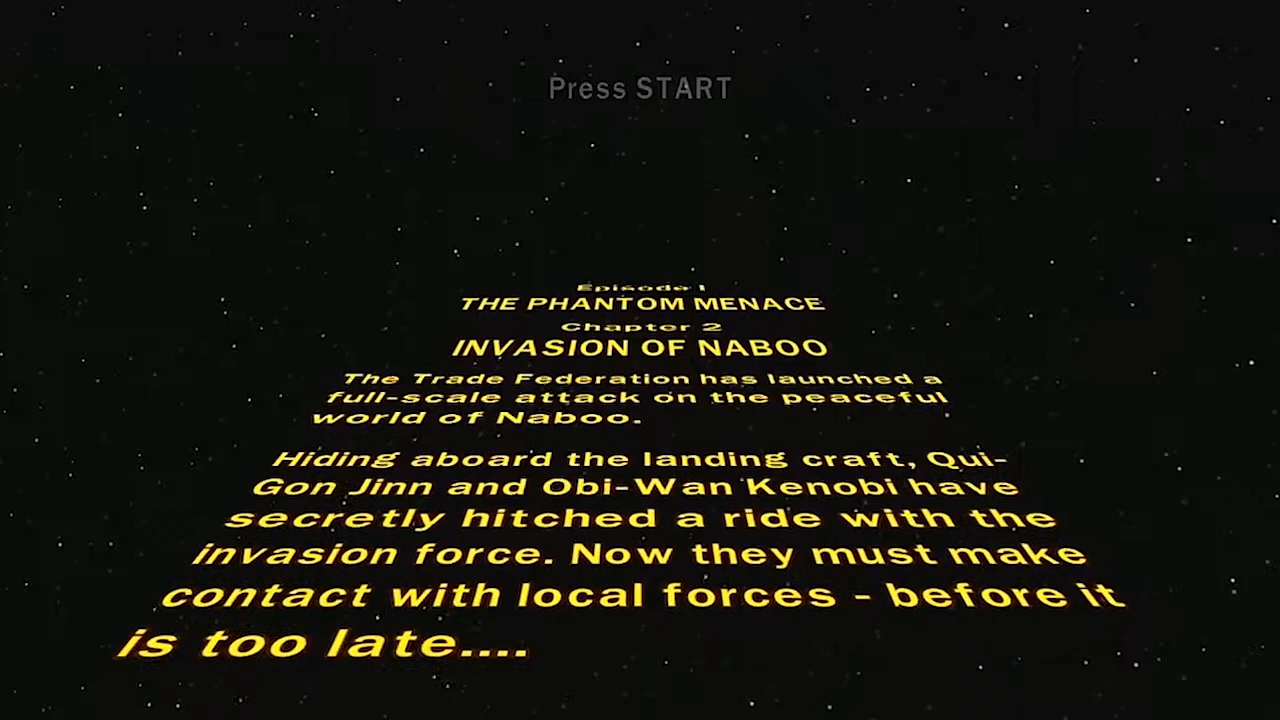 Press START
Episode I
THE PHANTOM MENACE
Chapter 2
INVASION OF NABOO
The Trade Federation has launched a
full-scale attack on the peaceful
world of Naboo.
Hiding aboard the landing craft, Qui-
Gon Jinn and Obi-Wan Kenobi have
secretly hitched a ride with the
invasion force. Now they must make
contact with local forces - before it
is too late....